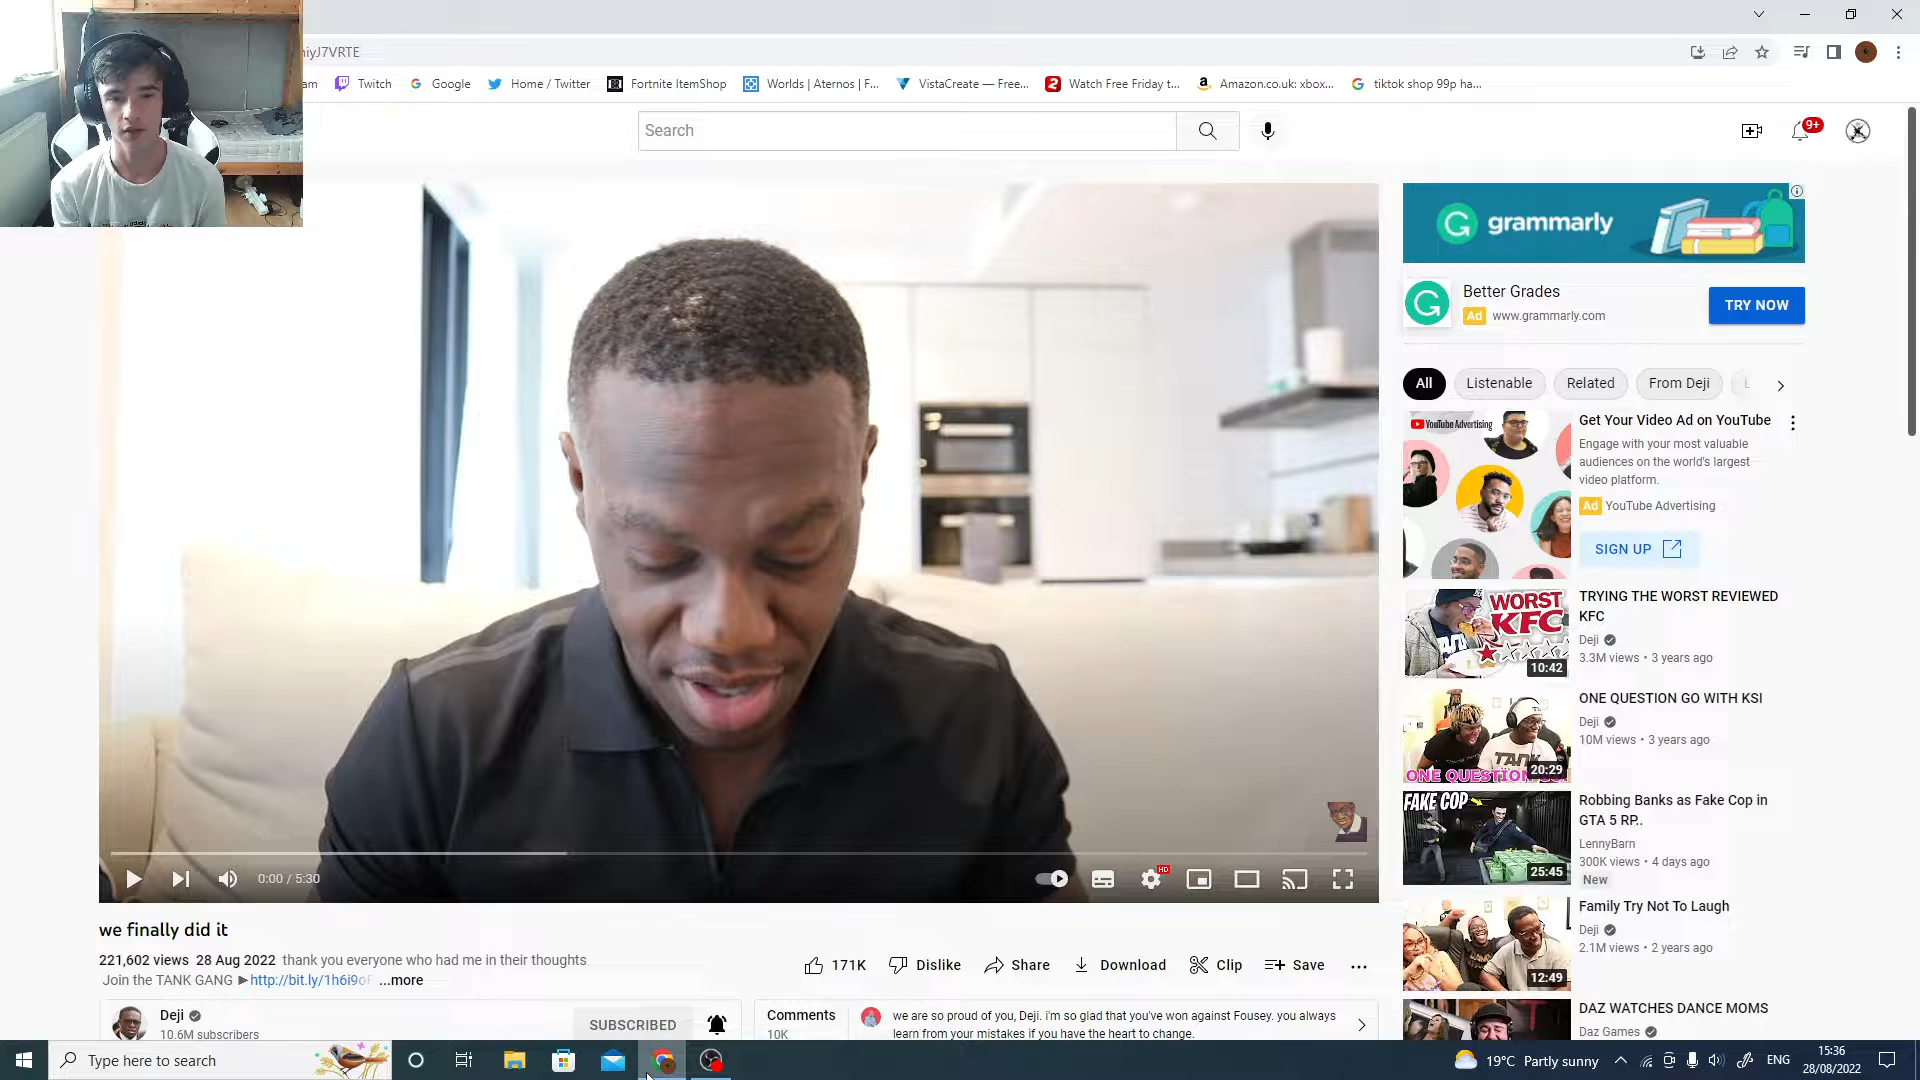 niyJ7VRTE
am
Twitch
Google
Home / Twitter
Fortnite ItemShop
Worlds | Aternos | F...
VistaCreate — Free...
Watch Free Friday t...
Amazon.co.uk: xbox...
tiktok shop 99p ha...
Search
9+
grammarly
Better Grades
Ad www.grammarly.com
TRY NOW
All
Listenable
Related
From Deji
YouTube Advertising
Get Your Video Ad on YouTube
Engage with your most valuable
audiences on the world's largest
video platform.
Ad YouTube Advertising
SIGN UP
WORST
KFC
10:42
TRYING THE WORST REVIEWED
KFC
Deji
3.3M views • 3 years ago
TANK
ONE QUESTION
20:29
ONE QUESTION GO WITH KSI
Deji
10M views • 3 years ago
FAKE COP
25:45
Robbing Banks as Fake Cop in
GTA 5 RP..
LennyBarn
300K views • 4 days ago
New
12:49
Family Try Not To Laugh
Deji
2.1M views • 2 years ago
DAZ WATCHES DANCE MOMS
Daz Games
0:00 / 5:30
HD
we finally did it
221,602 views 28 Aug 2022 thank you everyone who had me in their thoughts
Join the TANK GANG ►http://bit.ly/1h6i9oF ...more
171K
Dislike
Share
Download
Clip
Save
Deji
10.6M subscribers
SUBSCRIBED
Comments
10K
we are so proud of you, Deji. i'm so glad that you've won against Fousey. you always
learn from your mistakes if you have the heart to change.
Type here to search
19°C Partly sunny
ENG
15:36
28/08/2022